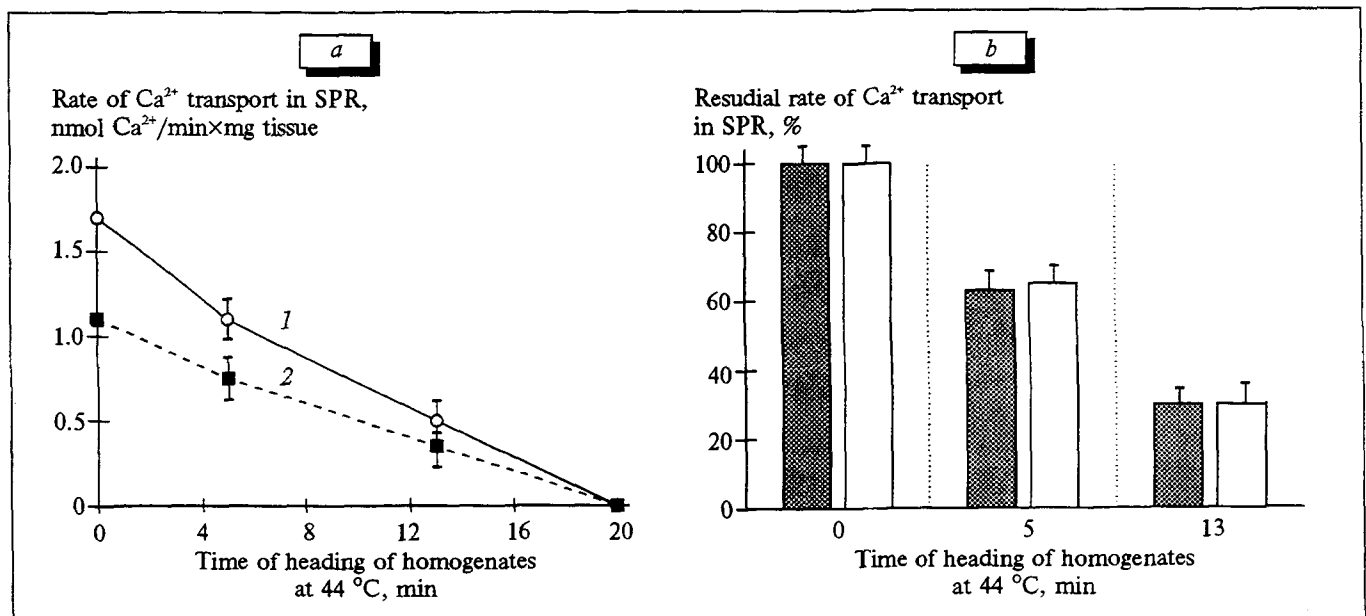 a
Rate of Ca²⁺ transport in SPR,
nmol Ca²⁺/min×mg tissue
2.0
1.5
1.0
0.5
0
1
2
0 4 8 12 16 20
Time of heading of homogenates
at 44 °C, min
b
Resudial rate of Ca²⁺ transport
in SPR, %
100
80
60
40
20
0
0 5 13
Time of heading of homogenates
at 44 °C, min